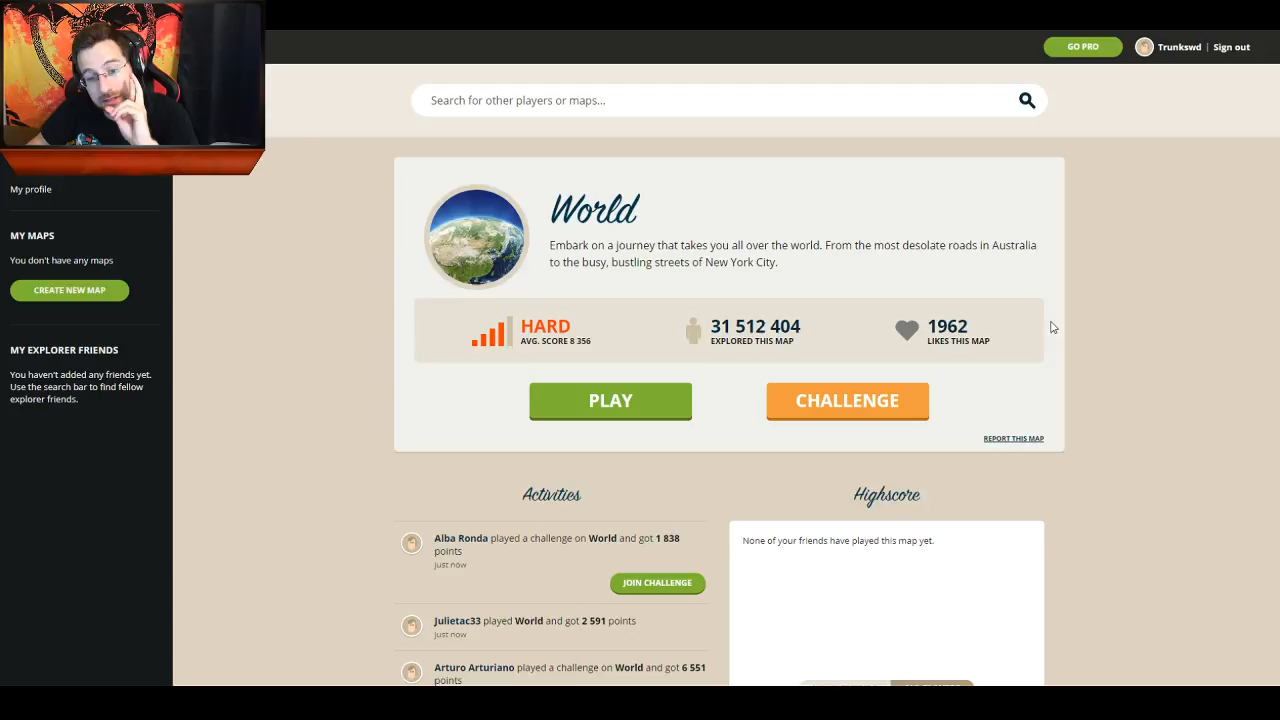 GO PRO
Trunkswd | Sign out
Search for other players or maps...
My profile
MY MAPS
You don't have any maps
CREATE NEW MAP
MY EXPLORER FRIENDS
You haven't added any friends yet.
Use the search bar to find fellow
explorer friends.
World
Embark on a journey that takes you all over the world. From the most desolate roads in Australia
to the busy, bustling streets of New York City.
HARD
AVG. SCORE 8 356
31 512 404
EXPLORED THIS MAP
1962
LIKES THIS MAP
PLAY
CHALLENGE
REPORT THIS MAP
Activities
Alba Ronda played a challenge on World and got 1 838
points
just now
JOIN CHALLENGE
Julietac33 played World and got 2 591 points
just now
Arturo Arturiano played a challenge on World and got 6 551
points
Highscore
None of your friends have played this map yet.